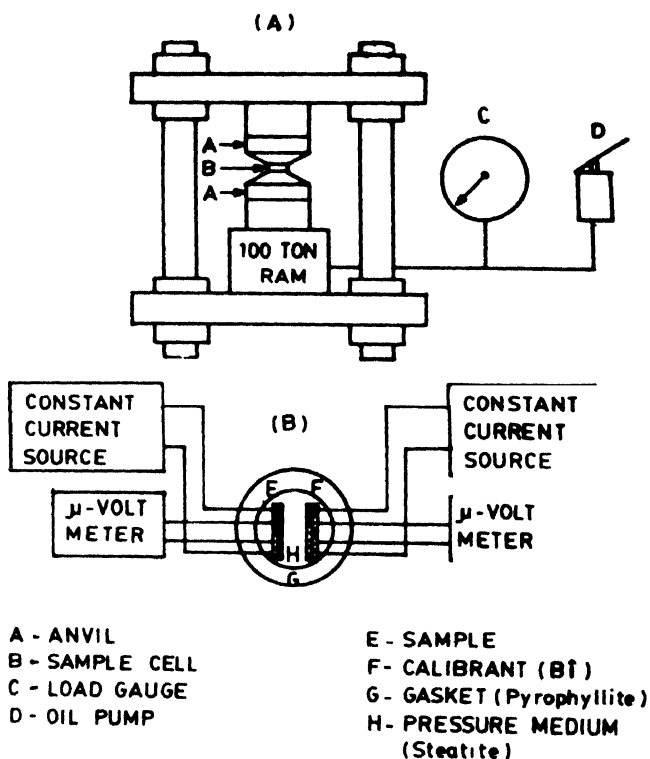 (A)
A
B
A
C
D
100 TON
RAM
CONSTANT
CURRENT
SOURCE
(B)
CONSTANT
CURRENT
SOURCE
μ-VOLT
METER
E F
H
G
μ-VOLT
METER
A - ANVIL
B - SAMPLE CELL
C - LOAD GAUGE
D - OIL PUMP
E - SAMPLE
F - CALIBRANT (Bi)
G - GASKET (Pyrophyllite)
H - PRESSURE MEDIUM
(Steatite)